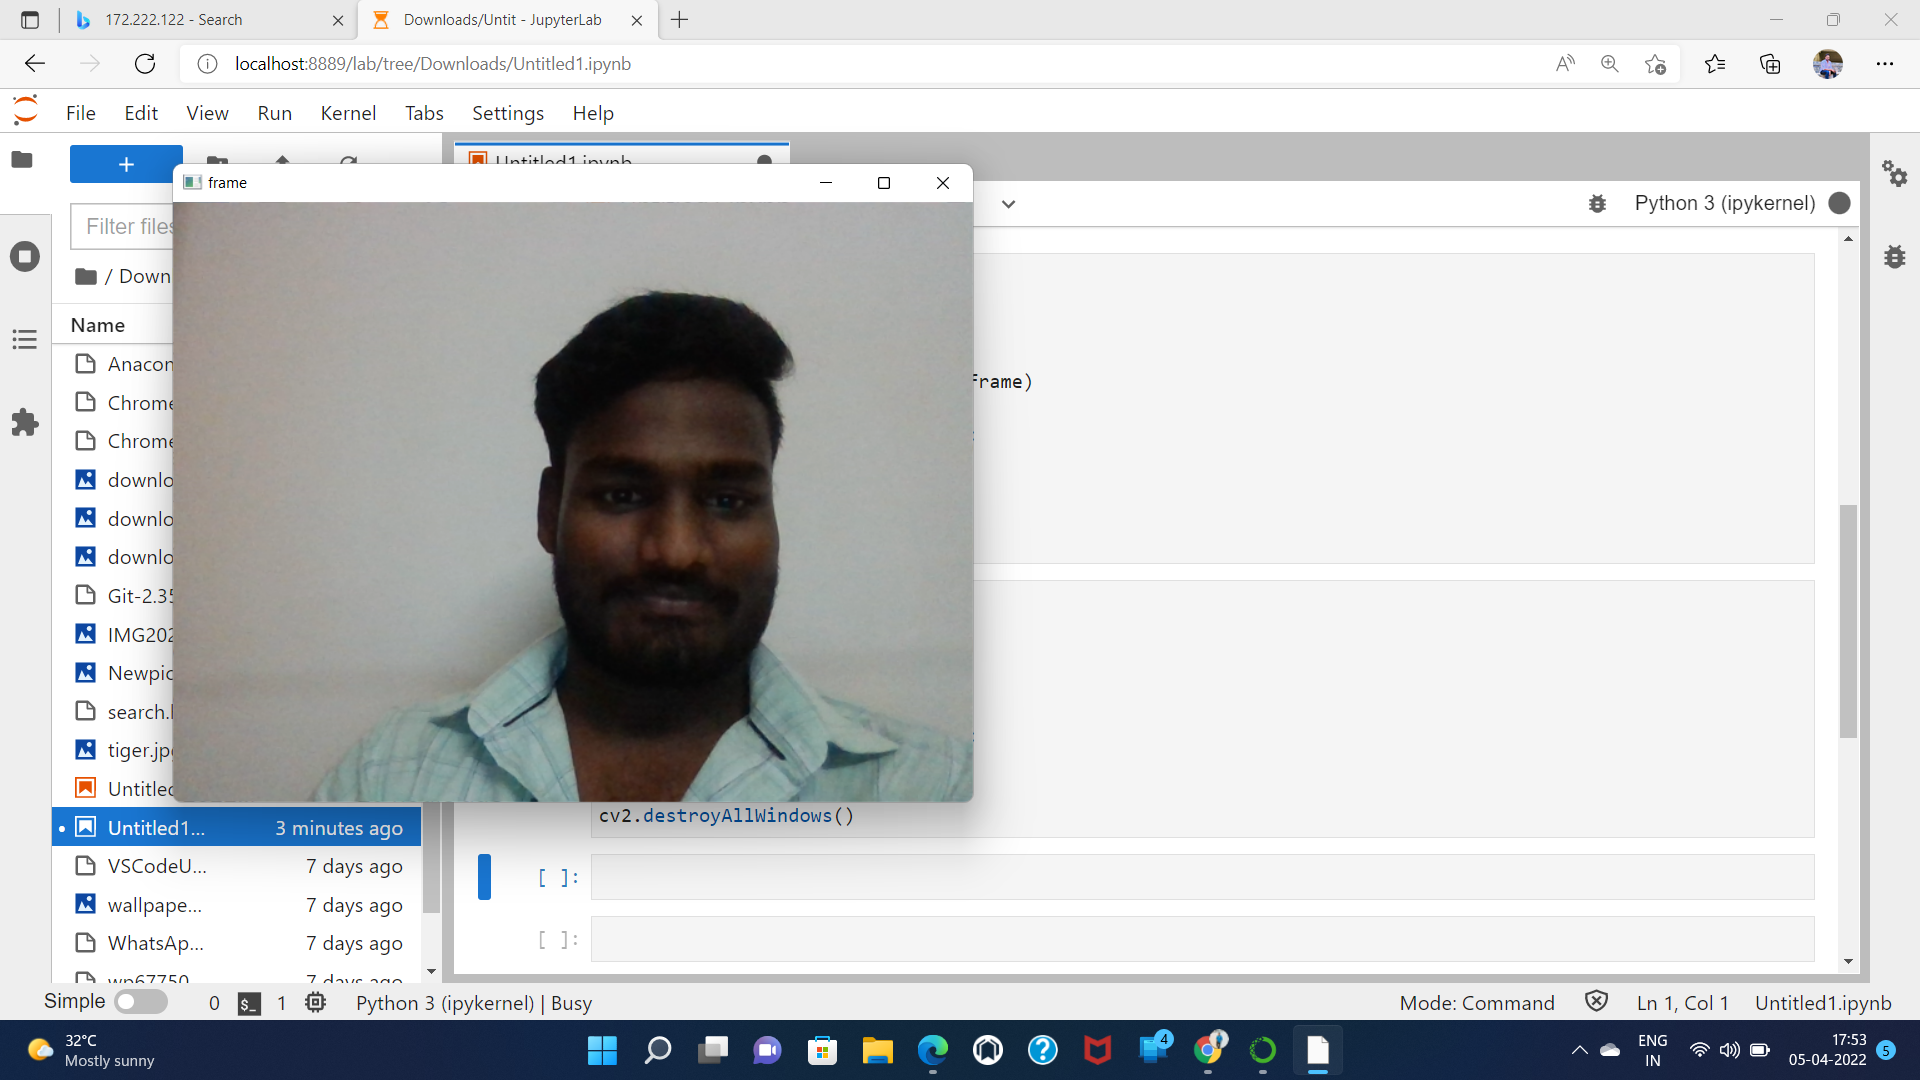 172.222.122 - Search
Downloads/Untit - JupyterLab
localhost:8889/lab/tree/Downloads/Untitled1.ipynb
File Edit View Run Kernel Tabs Settings Help
Untitled1.ipynb
frame
Python 3 (ipykernel)
Filter files
/ Down
Name
Anacon
Chrome
Chrome
downlo
downlo
downlo
Git-2.35
IMG202
Newpic
search.
tiger.jp
Untitled
Untitled1... 3 minutes ago
VSCodeU... 7 days ago
wallpape... 7 days ago
WhatsAp... 7 days ago
wp67750 7 days ago
frame)
:
:
cv2.destroyAllWindows()
[ ]:
[ ]:
Simple 0 $_ 1 Python 3 (ipykernel) | Busy Mode: Command Ln 1, Col 1 Untitled1.ipynb
32°C
Mostly sunny
4
ENG
IN
17:53
05-04-2022
5